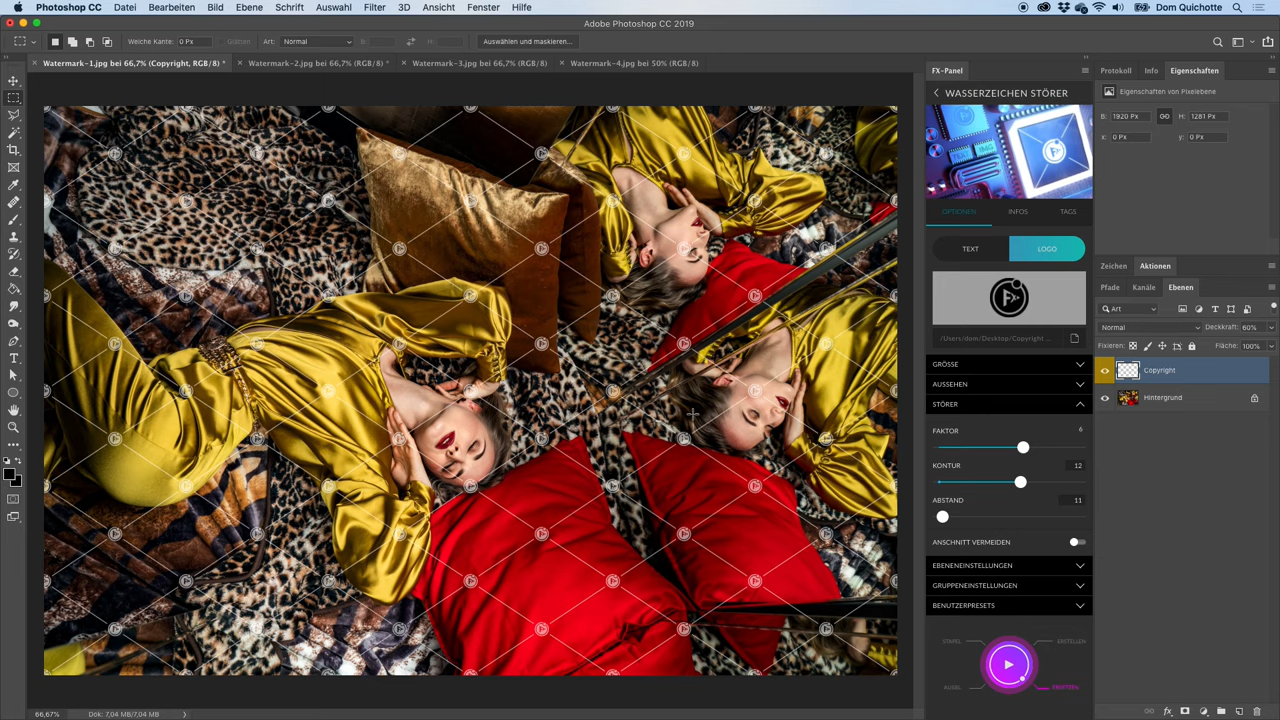 Photoshop CC Datei Bearbeiten Bild Ebene Schrift Auswahl Filter 3D Ansicht Fenster Hilfe Dom Quichotte
Adobe Photoshop CC 2019
Weiche Kante: 0 Px Glätten Art: Normal B: H: Auswählen und maskieren...
Watermark-1.jpg bei 66,7% (Copyright, RGB/8) * Watermark-2.jpg bei 66,7% (RGB/8) * Watermark-3.jpg bei 66,7% (RGB/8) Watermark-4.jpg bei 50% (RGB/8)
FX-Panel
WASSERZEICHEN STÖRER
OPTIONEN INFOS TAGS
TEXT LOGO
/Users/dom/Desktop/Copyright ...
GRÖSSE
AUSSEHEN
STÖRER
FAKTOR 6
KONTUR 12
ABSTAND 11
ANSCHNITT VERMEIDEN
EBENENEINSTELLUNGEN
GRUPPENEINSTELLUNGEN
BENUTZERPRESETS
STAPEL ERSTELLEN
Protokoll Info Eigenschaften
Eigenschaften von Pixelebene
B: 1920 Px H: 1281 Px
x: 0 Px y: 0 Px
Zeichen Aktionen
Pfade Kanäle Ebenen
Art
Normal Deckkraft: 60%
Fixieren: Fläche: 100%
Copyright
Hintergrund
66,67% Dok: 7,04 MB/7,04 MB